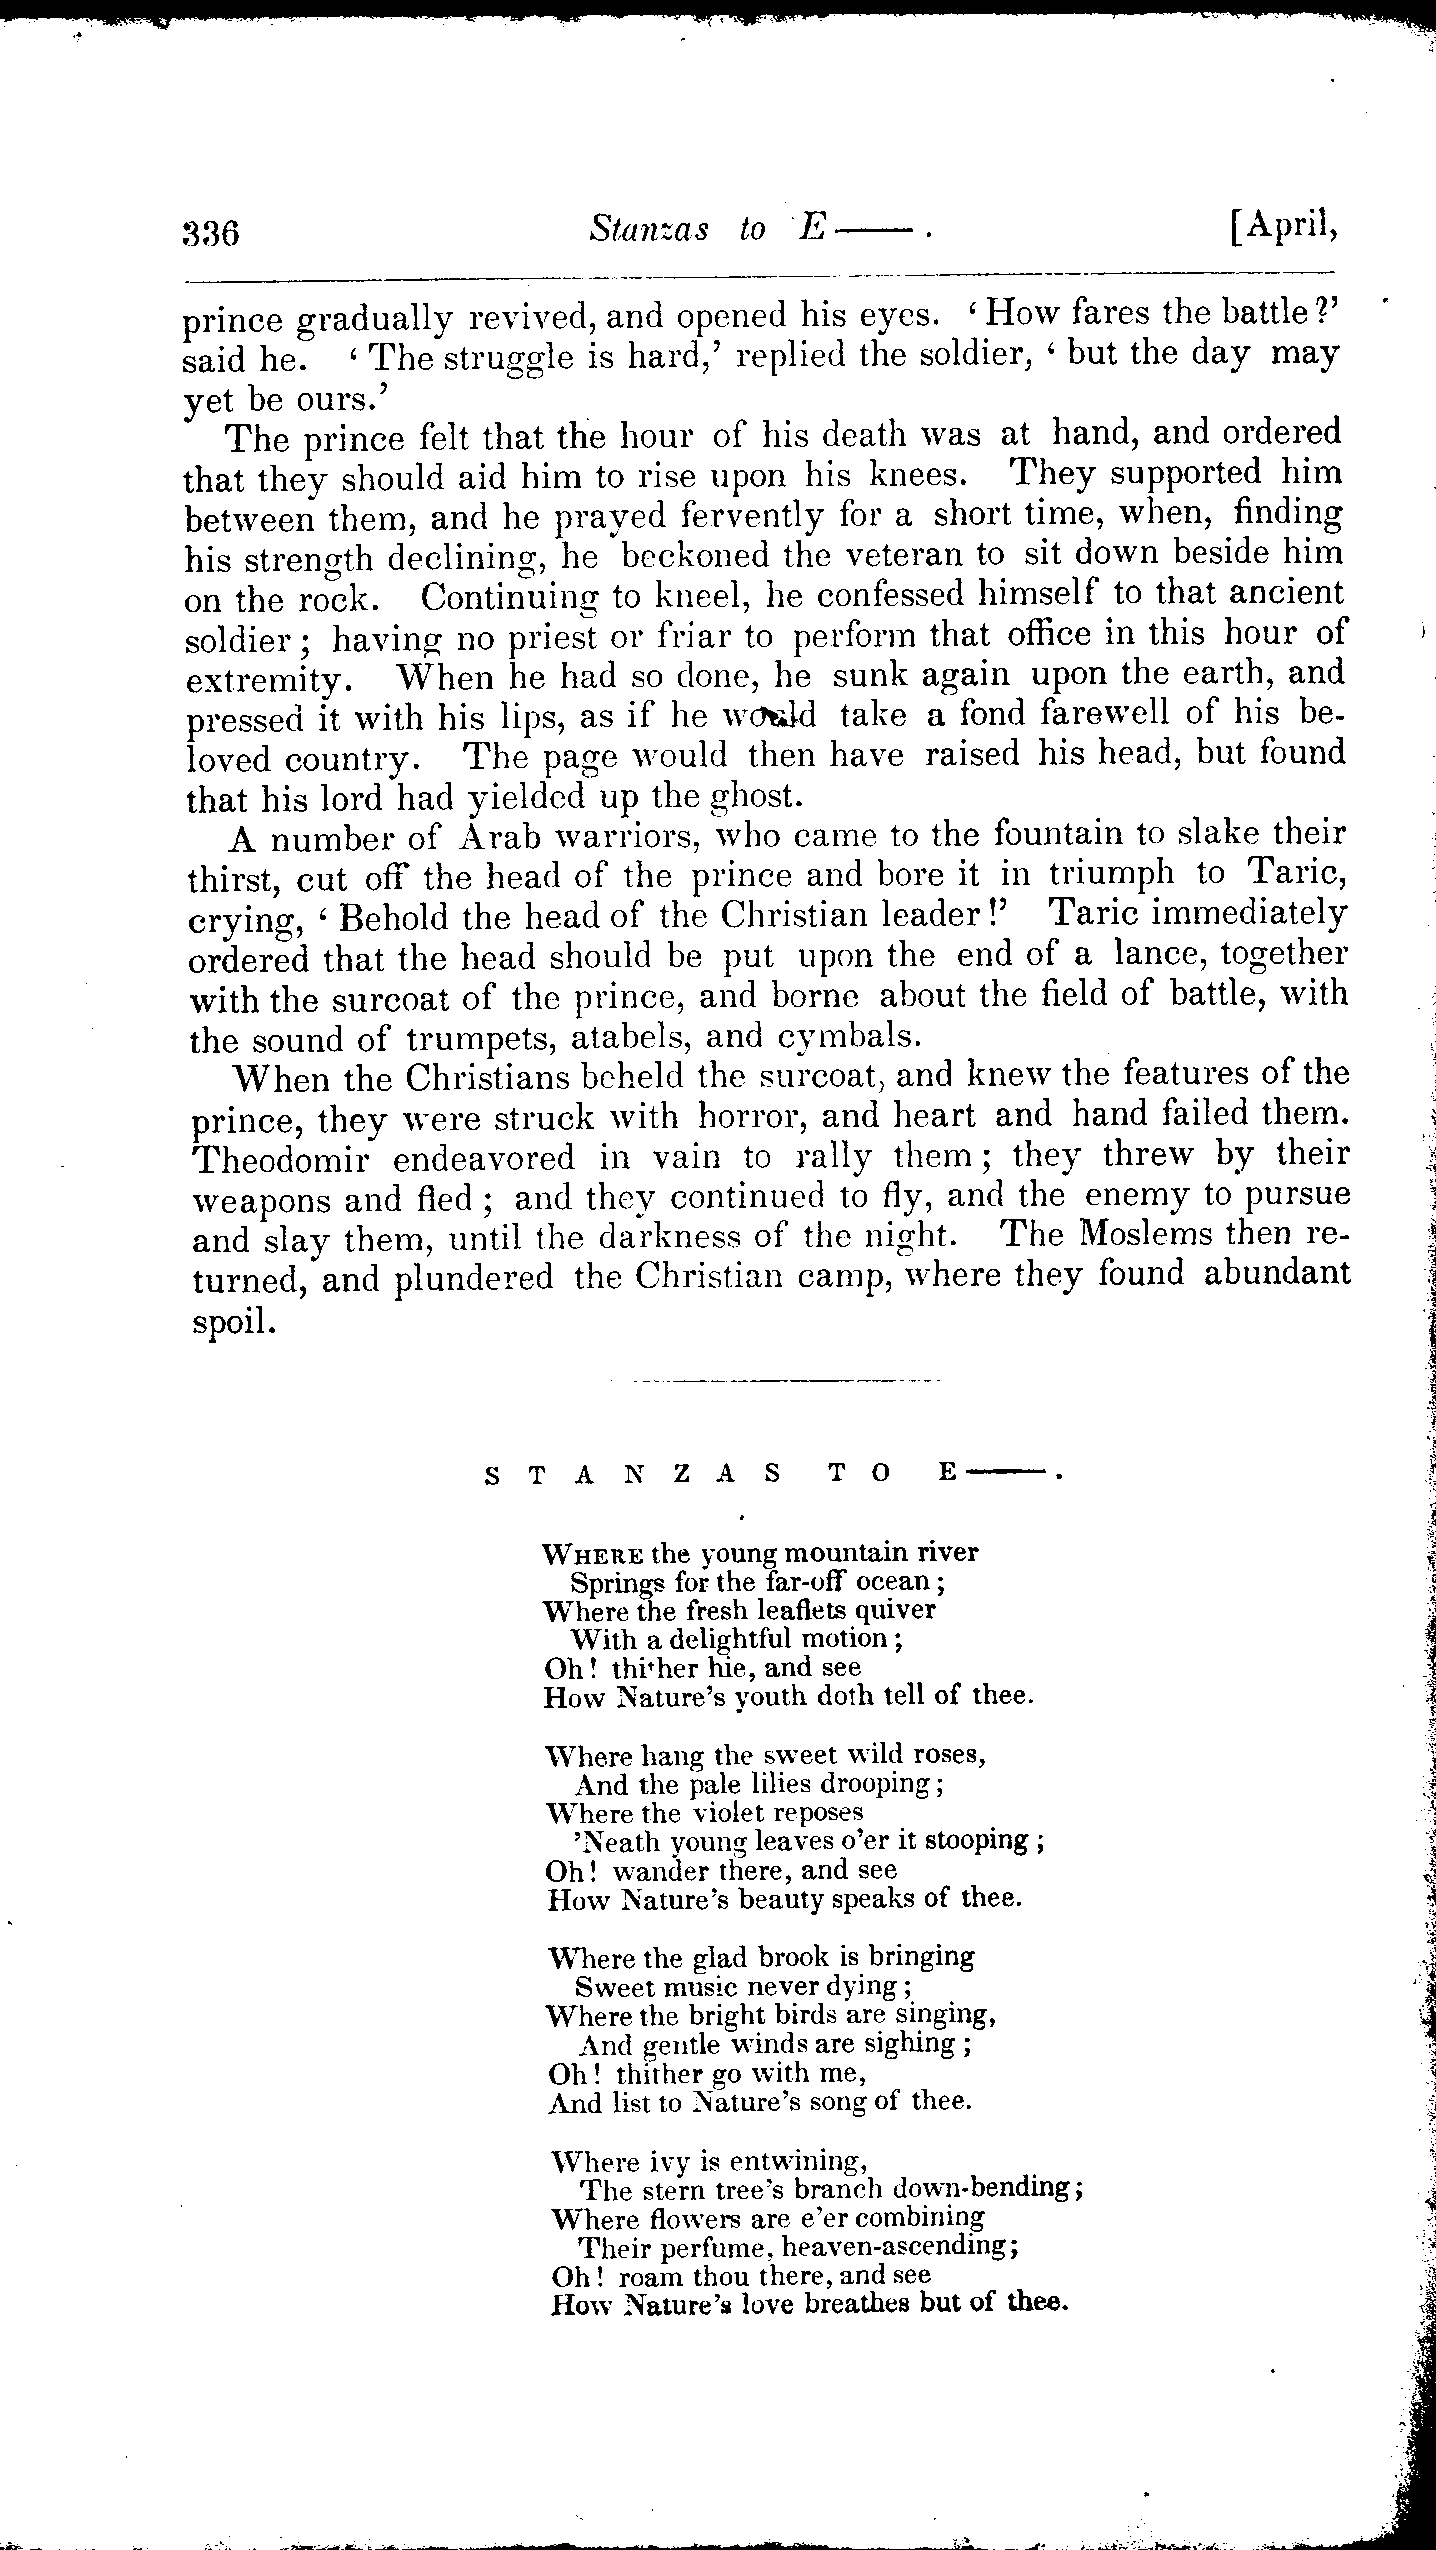 336 Stanzas to E——. [April,
prince gradually revived, and opened his eyes. ‘How fares the battle?’
said he. ‘The struggle is hard,’ replied the soldier, ‘but the day may
yet be ours.’
The prince felt that the hour of his death was at hand, and ordered
that they should aid him to rise upon his knees. They supported him
between them, and he prayed fervently for a short time, when, finding
his strength declining, he beckoned the veteran to sit down beside him
on the rock. Continuing to kneel, he confessed himself to that ancient
soldier; having no priest or friar to perform that office in this hour of
extremity. When he had so done, he sunk again upon the earth, and
pressed it with his lips, as if he would take a fond farewell of his be-
loved country. The page would then have raised his head, but found
that his lord had yielded up the ghost.
A number of Arab warriors, who came to the fountain to slake their
thirst, cut off the head of the prince and bore it in triumph to Taric,
crying, ‘Behold the head of the Christian leader!’ Taric immediately
ordered that the head should be put upon the end of a lance, together
with the surcoat of the prince, and borne about the field of battle, with
the sound of trumpets, atabels, and cymbals.
When the Christians beheld the surcoat, and knew the features of the
prince, they were struck with horror, and heart and hand failed them.
Theodomir endeavored in vain to rally them; they threw by their
weapons and fled; and they continued to fly, and the enemy to pursue
and slay them, until the darkness of the night. The Moslems then re-
turned, and plundered the Christian camp, where they found abundant
spoil.
STANZAS TO E——.
WHERE the young mountain river
Springs for the far-off ocean;
Where the fresh leaflets quiver
With a delightful motion;
Oh! thither hie, and see
How Nature’s youth doth tell of thee.
Where hang the sweet wild roses,
And the pale lilies drooping;
Where the violet reposes
’Neath young leaves o’er it stooping;
Oh! wander there, and see
How Nature’s beauty speaks of thee.
Where the glad brook is bringing
Sweet music never dying;
Where the bright birds are singing,
And gentle winds are sighing;
Oh! thither go with me,
And list to Nature’s song of thee.
Where ivy is entwining,
The stern tree’s branch down-bending;
Where flowers are e’er combining
Their perfume, heaven-ascending;
Oh! roam thou there, and see
How Nature’s love breathes but of thee.